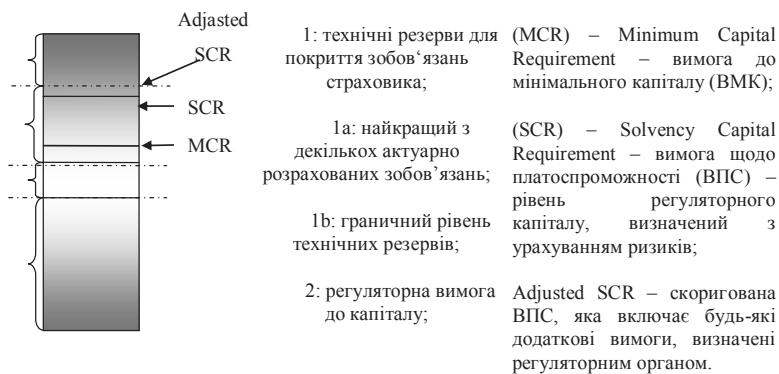 Adjasted
SCR
SCR
MCR
1: технічні резерви для
покриття зобов‘язань
страховика;
1a: найкращий з
декількох актуарно
розрахованих зобов’язань;
1b: граничний рівень
технічних резервів;
2: регуляторна вимога
до капіталу;
(MCR) – Minimum Capital
Requirement – вимога до
мінімального капіталу (ВМК);
(SCR) – Solvency Capital
Requirement – вимога щодо
платоспроможності (ВПС) –
рівень регуляторного
капіталу, визначений з
урахуванням ризиків;
Adjusted SCR – скоригована
ВПС, яка включає будь-які
додаткові вимоги, визначені
регуляторним органом.